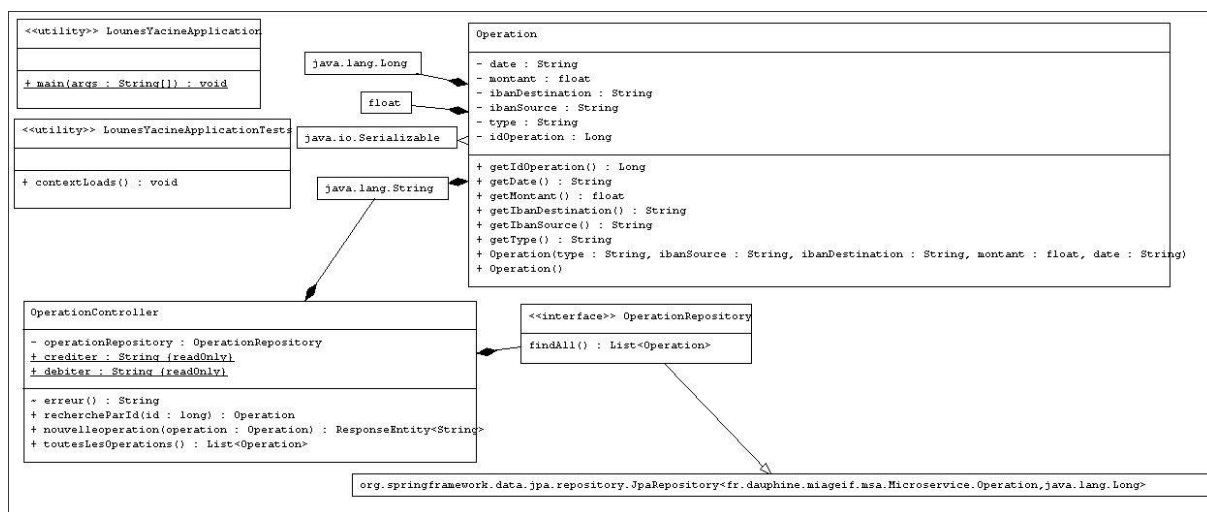 <<utility>> LounesYacineApplication
+ main(args : String[]) : void
<<utility>> LounesYacineApplicationTests
+ contextLoads() : void
java.lang.Long
float
java.io.Serializable
java.lang.String
Operation
- date : String
- montant : float
- ibanDestination : String
- ibanSource : String
- type : String
- idOperation : Long
+ getIdOperation() : Long
+ getDate() : String
+ getMontant() : float
+ getIbanDestination() : String
+ getIbanSource() : String
+ getType() : String
+ Operation(type : String, ibanSource : String, ibanDestination : String, montant : float, date : String)
+ Operation()
OperationController
- operationRepository : OperationRepository
+ crediter : String {readOnly}
+ debiter : String {readOnly}
~ erreur() : String
+ rechercheParId(id : long) : Operation
+ nouvelleoperation(operation : Operation) : ResponseEntity<String>
+ toutesLesOperations() : List<Operation>
<<interface>> OperationRepository
findAll() : List<Operation>
org.springframework.data.jpa.repository.JpaRepository<fr.dauphine.miageif.msa.Microservice.Operation,java.lang.Long>